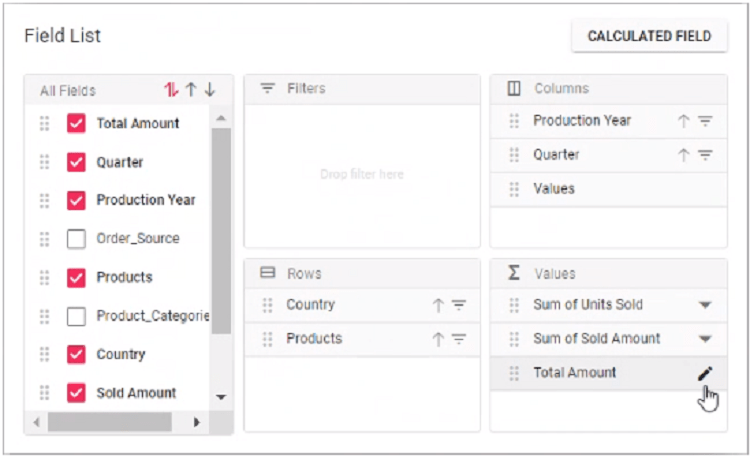 Field List
CALCULATED FIELD
All Fields
Total Amount
Quarter
Production Year
Order_Source
Products
Product_Categorie
Country
Sold Amount
Filters
Drop filter here
Columns
Production Year
Quarter
Values
Rows
Country
Products
Values
Sum of Units Sold
Sum of Sold Amount
Total Amount